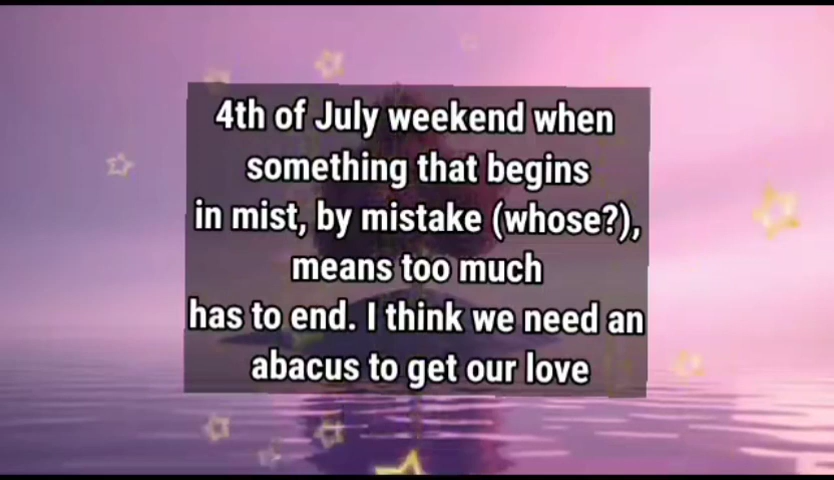 4th of July weekend when
something that begins
in mist, by mistake (whose?),
means too much
has to end. I think we need an
abacus to get our love